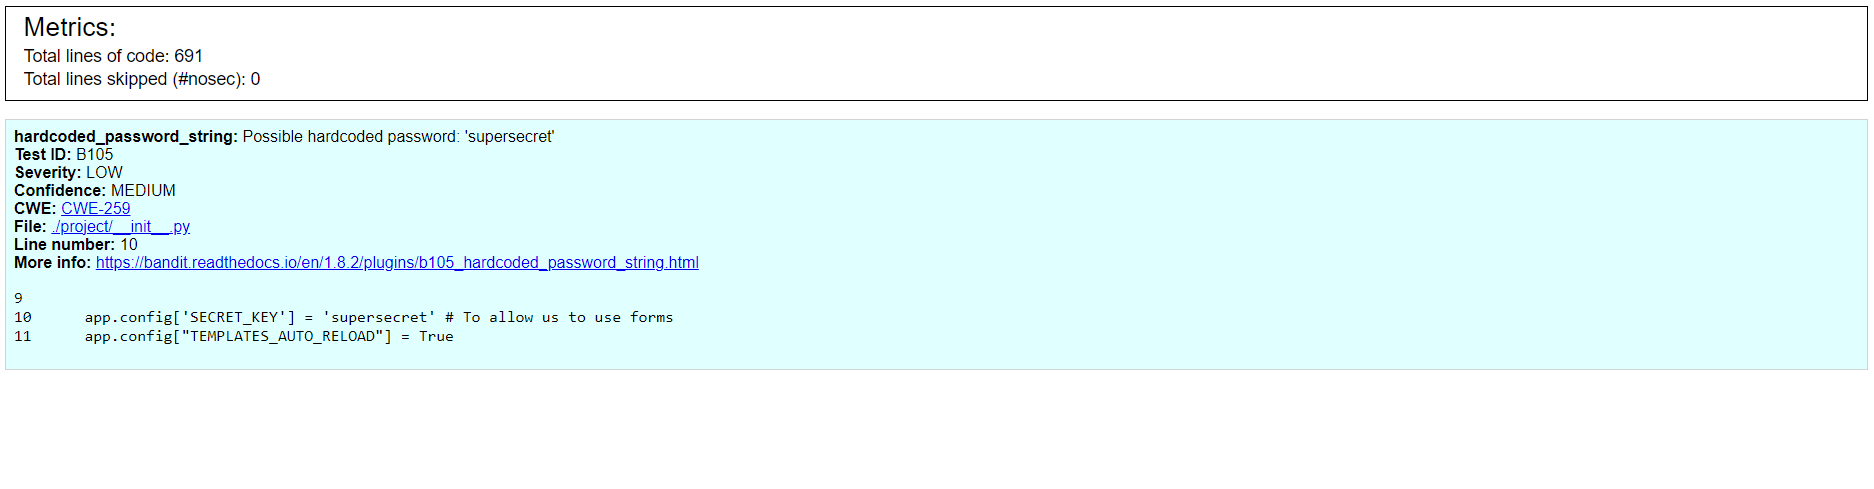 Metrics:
Total lines of code: 691
Total lines skipped (#nosec): 0
hardcoded_password_string: Possible hardcoded password: 'supersecret'
Test ID: B105
Severity: LOW
Confidence: MEDIUM
CWE: CWE-259
File: ./project/__init__.py
Line number: 10
More info: https://bandit.readthedocs.io/en/1.8.2/plugins/b105_hardcoded_password_string.html
9
10      app.config['SECRET_KEY'] = 'supersecret' # To allow us to use forms
11      app.config["TEMPLATES_AUTO_RELOAD"] = True